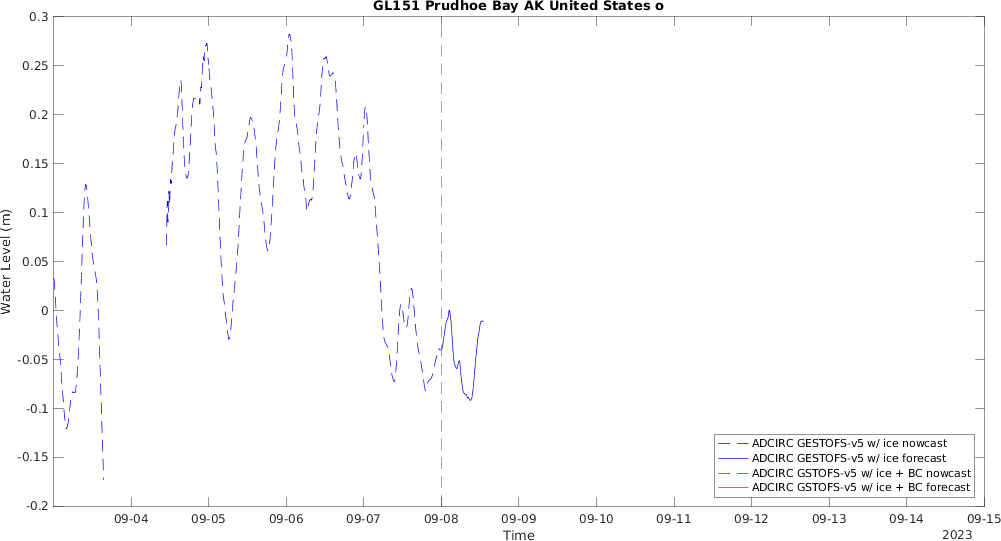 GL151 Prudhoe Bay AK United States o
0.3
0.25
0.2
0.15
0.1
0.05
0
-0.05
-0.1
-0.15
-0.2
Water Level (m)
ADCIRC GESTOFS-v5 w/ ice nowcast
ADCIRC GESTOFS-v5 w/ ice forecast
ADCIRC GSTOFS-v5 w/ ice + BC nowcast
ADCIRC GSTOFS-v5 w/ ice + BC forecast
09-04 09-05 09-06 09-07 09-08 09-09 09-10 09-11 09-12 09-13 09-14 09-15
Time
2023